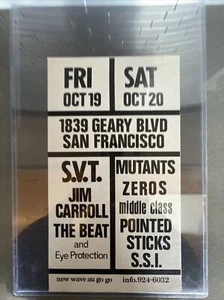 FRI
OCT 19
SAT
OCT 20
1839 GEARY BLVD
SAN FRANCISCO
S.V.T.
JIM
CARROLL
THE BEAT
and
Eye Protection
MUTANTS
ZEROS
middle class
POINTED
STICKS
S.S.I.
new wave au go go
info.924-6032